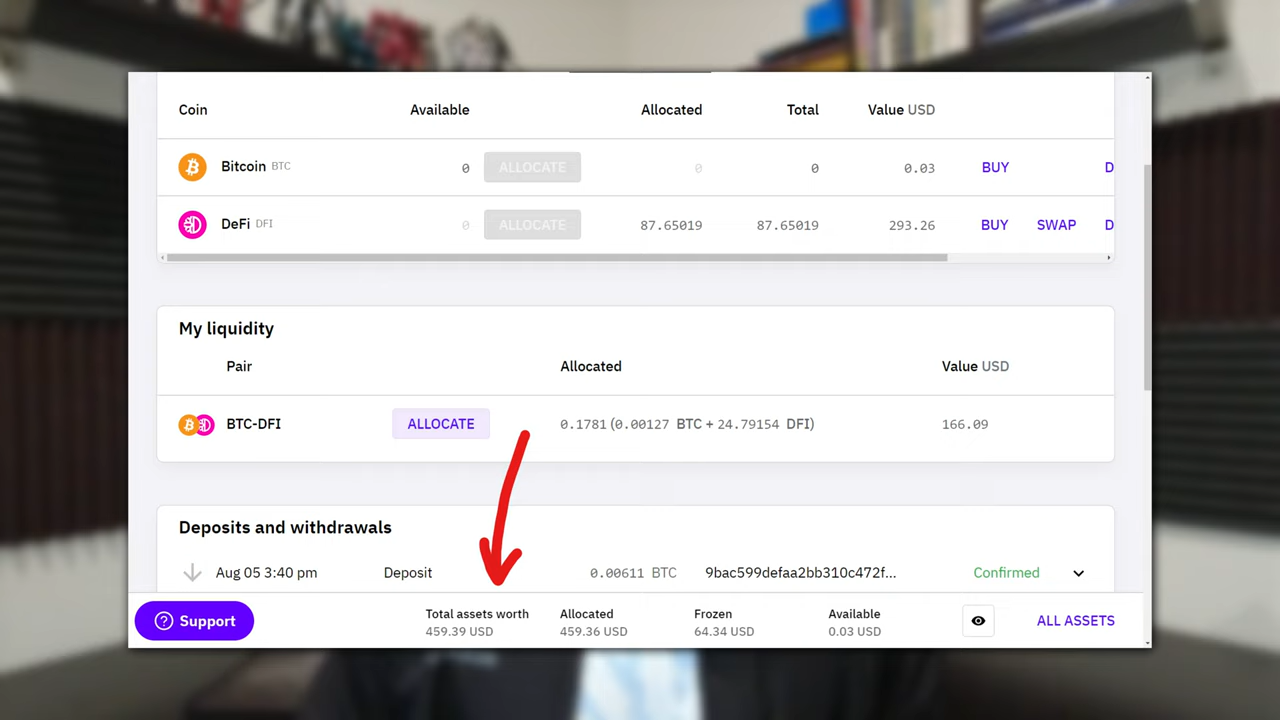 Coin Available Allocated Total Value USD
Bitcoin BTC 0 ALLOCATE 0 0 0.03 BUY D
DeFi DFI 0 ALLOCATE 87.65019 87.65019 293.26 BUY SWAP D
My liquidity
Pair Allocated Value USD
BTC-DFI ALLOCATE 0.1781 (0.00127 BTC + 24.79154 DFI) 166.09
Deposits and withdrawals
Aug 05 3:40 pm Deposit 0.00611 BTC 9bac599defaa2bb310c472f... Confirmed
Support
Total assets worth Allocated Frozen Available
459.39 USD 459.36 USD 64.34 USD 0.03 USD
ALL ASSETS